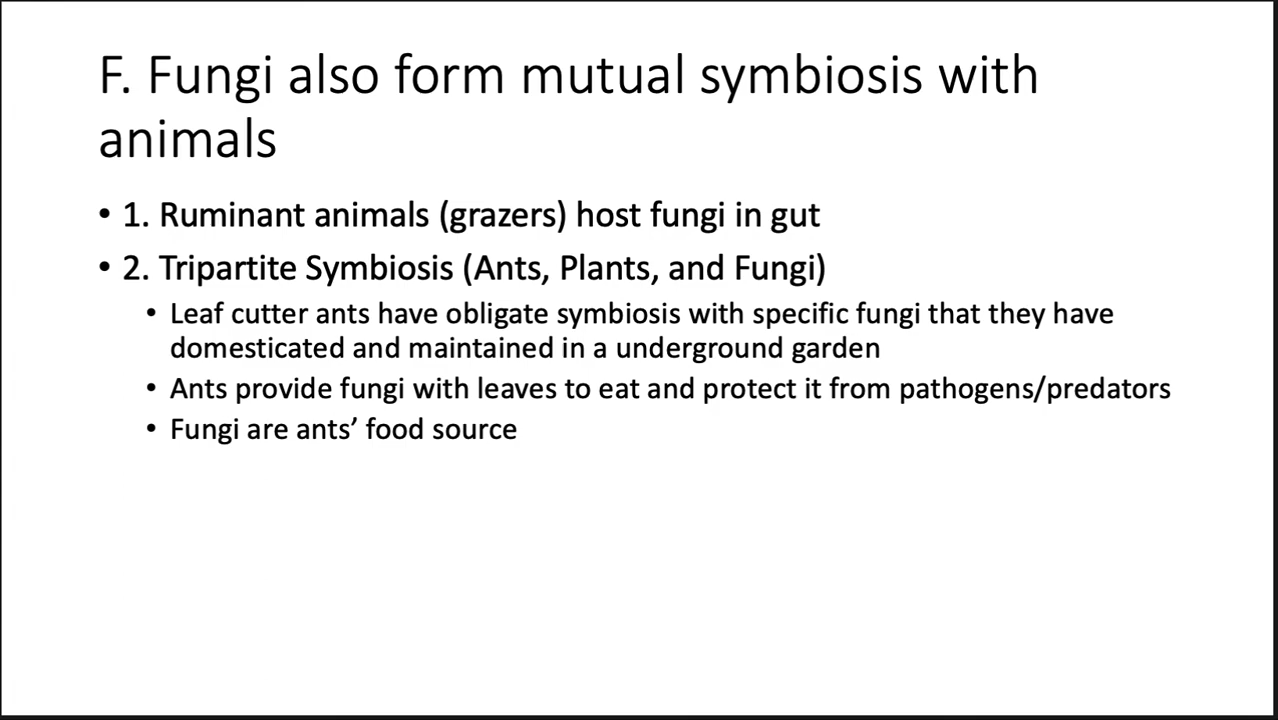 F. Fungi also form mutual symbiosis with
animals
• 1. Ruminant animals (grazers) host fungi in gut
• 2. Tripartite Symbiosis (Ants, Plants, and Fungi)
• Leaf cutter ants have obligate symbiosis with specific fungi that they have
domesticated and maintained in a underground garden
• Ants provide fungi with leaves to eat and protect it from pathogens/predators
• Fungi are ants’ food source